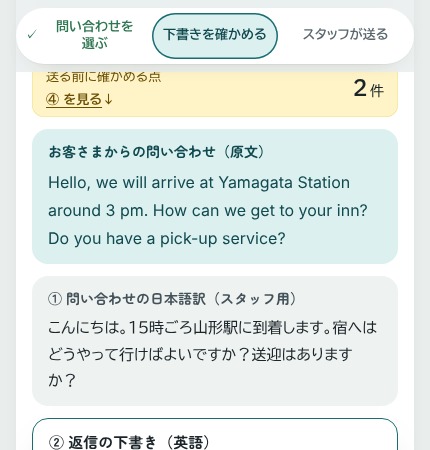 ✓ 問い合わせを
選ぶ
下書きを確かめる
スタッフが送る
送る前に確かめる点
④ を見る↓
2 件
お客さまからの問い合わせ（原文）
Hello, we will arrive at Yamagata Station
around 3 pm. How can we get to your inn?
Do you have a pick-up service?
① 問い合わせの日本語訳（スタッフ用）
こんにちは。15時ごろ山形駅に到着します。宿へは
どうやって行けばよいですか？送迎はあります
か？
② 返信の下書き（英語）